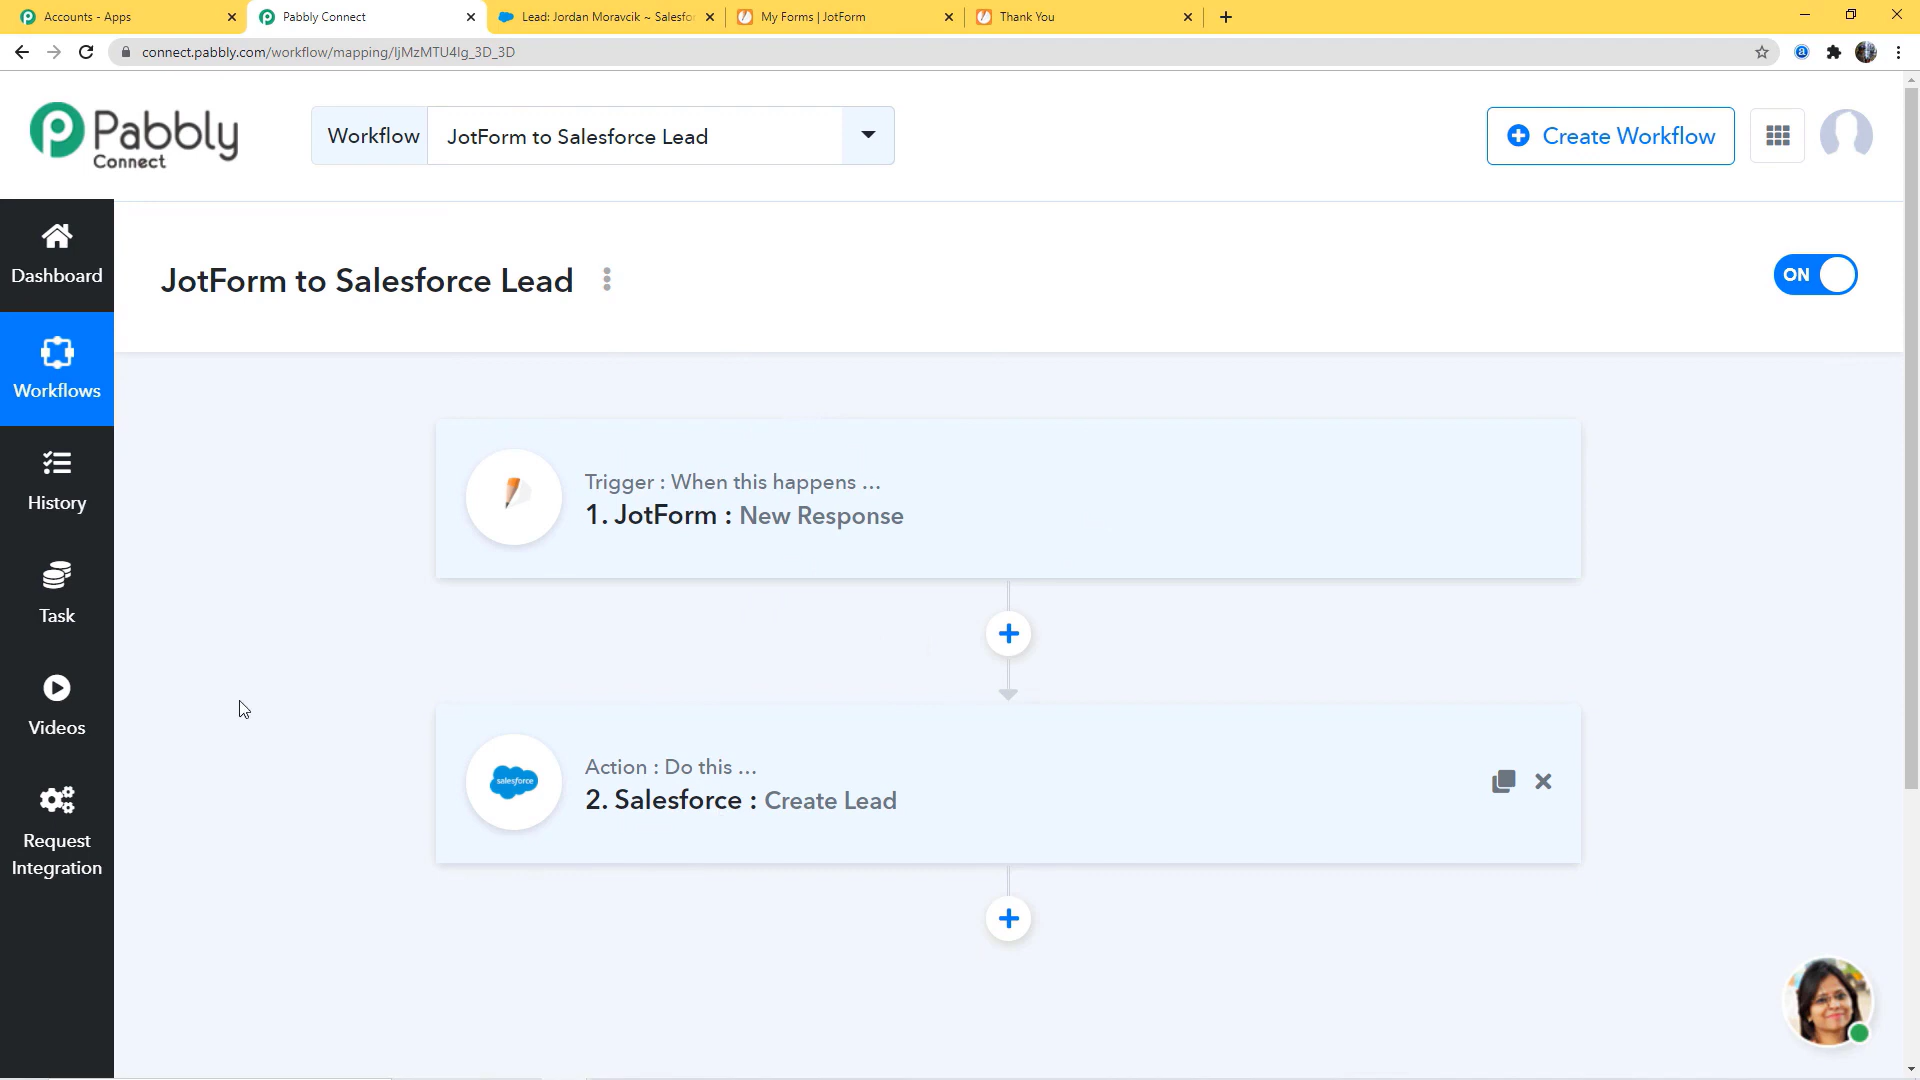 Accounts - Apps
Pabbly Connect
Lead: Jordan Moravcik ~ Salesfor
My Forms | JotForm
Thank You
connect.pabbly.com/workflow/mapping/IjMzMTU4Ig_3D_3D
a
Pabbly
Connect
Workflow
JotForm to Salesforce Lead
Create Workflow
Dashboard
Workflows
History
Task
Videos
Request
Integration
JotForm to Salesforce Lead
ON
Trigger : When this happens ...
1. JotForm : New Response
salesforce
Action : Do this ...
2. Salesforce : Create Lead